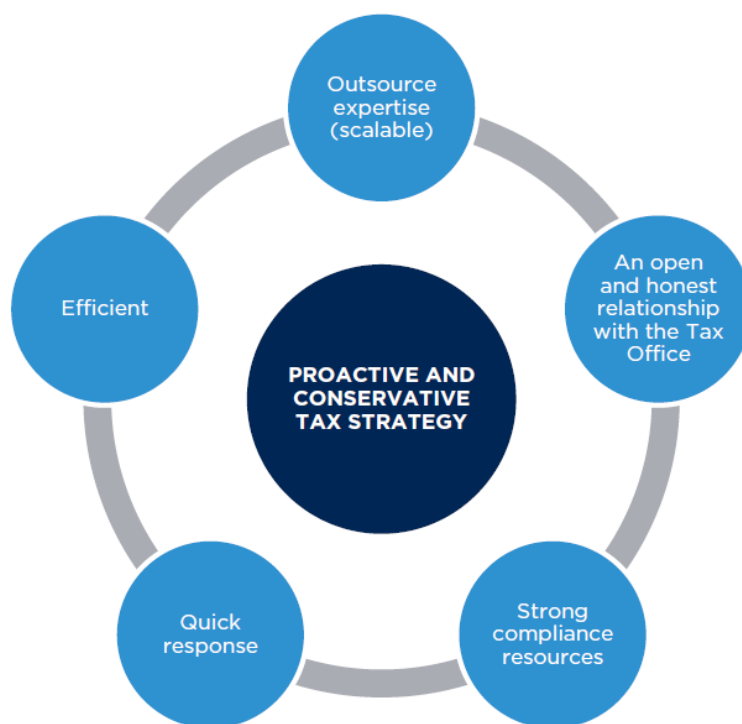 Outsource
expertise
(scalable)
An open
and honest
relationship
with the Tax
Office
Efficient
PROACTIVE AND
CONSERVATIVE
TAX STRATEGY
Quick
response
Strong
compliance
resources